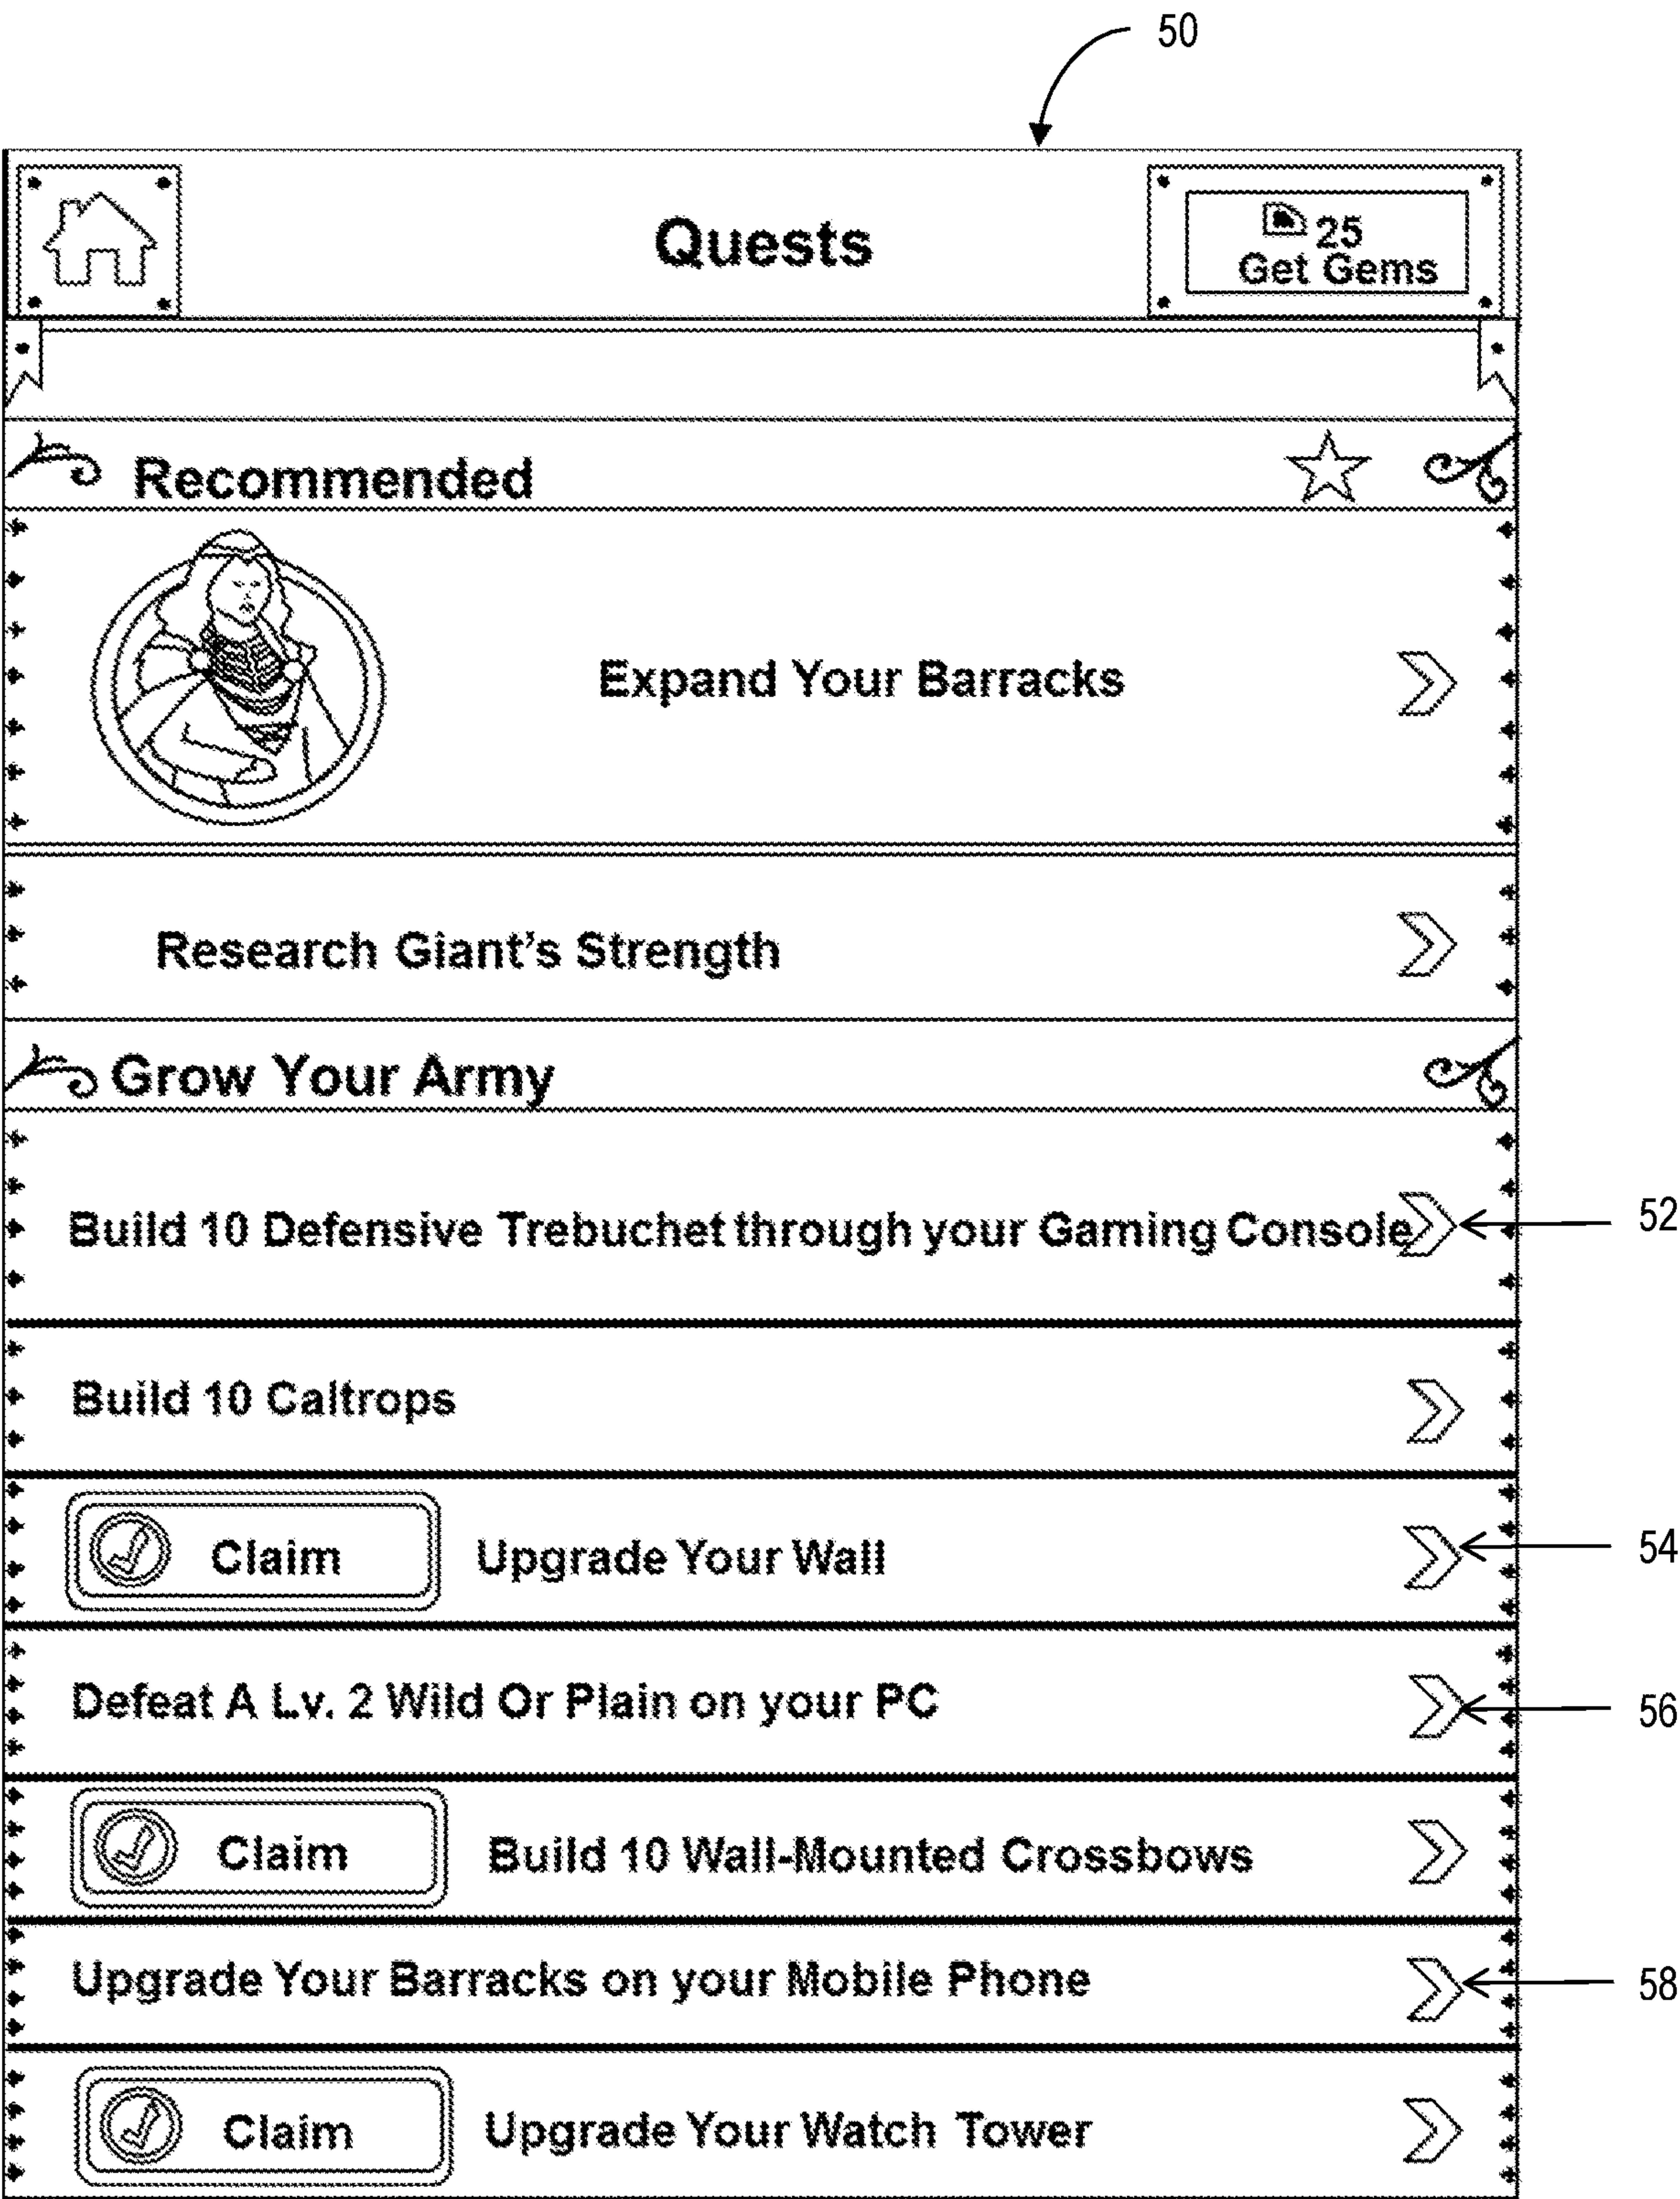 50
Quests
25
Get Gems
Recommended
Expand Your Barracks
Research Giant's Strength
Grow Your Army
Build 10 Defensive Trebuchet through your Gaming Console
52
Build 10 Caltrops
Claim Upgrade Your Wall
54
Defeat A Lv. 2 Wild Or Plain on your PC
56
Claim Build 10 Wall-Mounted Crossbows
Upgrade Your Barracks on your Mobile Phone
58
Claim Upgrade Your Watch Tower